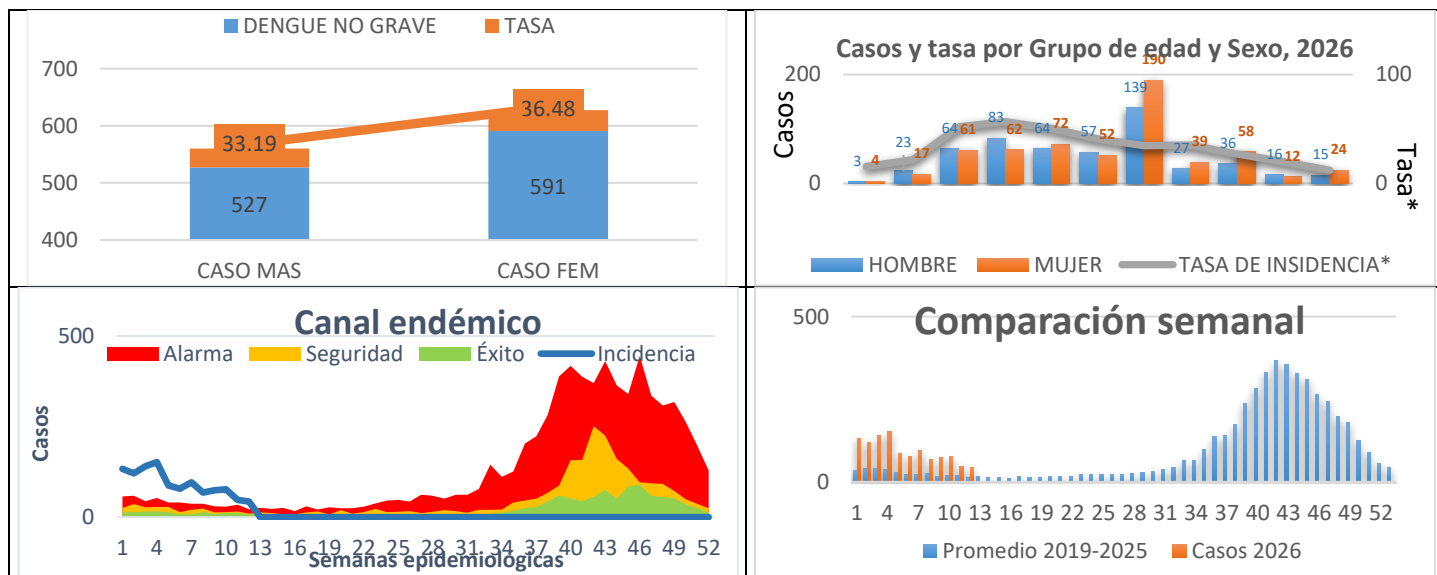 DENGUE NO GRAVE TASA
700
600
500
400
33.19
36.48
527
591
CASO MAS CASO FEM
Casos y tasa por Grupo de edad y Sexo, 2026
200
0
Casos
100
0
Tasa*
3 4 23 17 64 61 83 62 64 72 57 52 139 190 27 39 36 58 16 12 15 24
HOMBRE MUJER TASA DE INSIDENCIA*
Canal endémico
Alarma Seguridad Éxito Incidencia
500
0
Casos
1 4 7 10 13 16 19 22 25 28 31 34 37 40 43 46 49 52
Semanas epidemiológicas
Comparación semanal
500
0
1 4 7 10 13 16 19 22 25 28 31 34 37 40 43 46 49 52
Promedio 2019-2025 Casos 2026